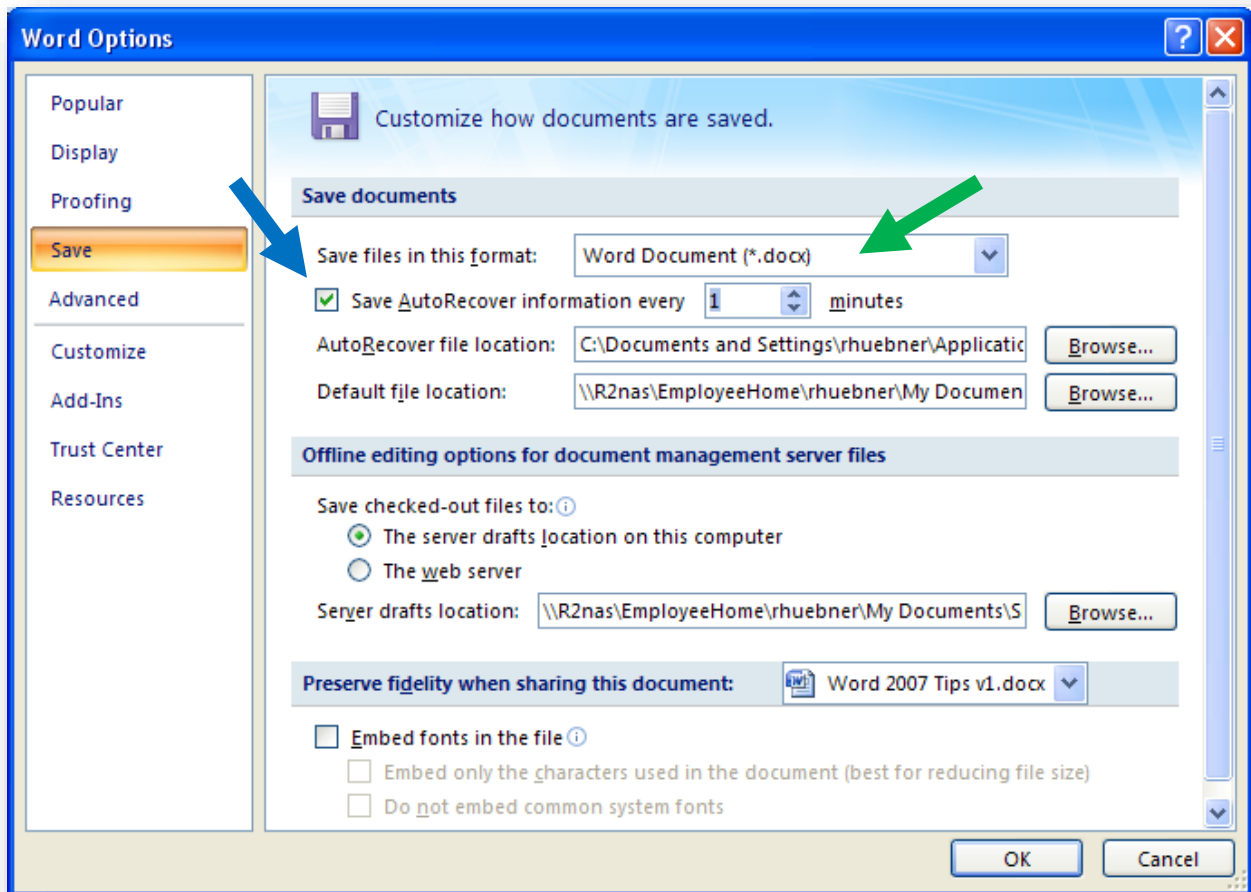 Word Options
Popular
Display
Proofing
Save
Advanced
Customize
Add-Ins
Trust Center
Resources
Customize how documents are saved.
Save documents
Save files in this format: Word Document (*.docx)
Save AutoRecover information every 1 minutes
AutoRecover file location: C:\Documents and Settings\rhuebner\Applicatic Browse...
Default file location: \\R2nas\EmployeeHome\rhuebner\My Documen Browse...
Offline editing options for document management server files
Save checked-out files to:
The server drafts location on this computer
The web server
Server drafts location: \\R2nas\EmployeeHome\rhuebner\My Documents\S Browse...
Preserve fidelity when sharing this document: Word 2007 Tips v1.docx
Embed fonts in the file
Embed only the characters used in the document (best for reducing file size)
Do not embed common system fonts
OK Cancel